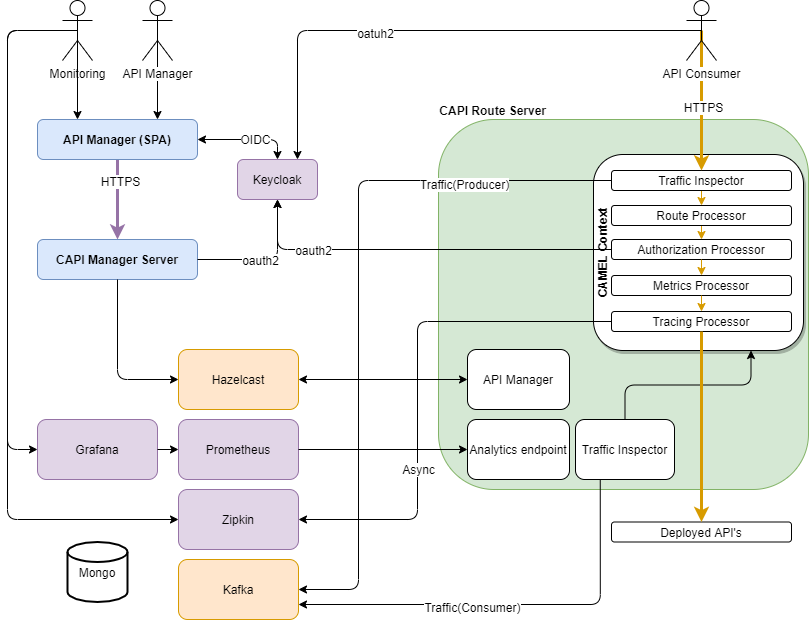 oatuh2
Monitoring
API Manager
API Consumer
HTTPS
CAPI Route Server
API Manager (SPA)
OIDC
HTTPS
Keycloak
Traffic(Producer)
CAMEL Context
Traffic Inspector
Route Processor
Authorization Processor
Metrics Processor
Tracing Processor
CAPI Manager Server
oauth2
oauth2
Hazelcast
API Manager
Grafana
Prometheus
Analytics endpoint
Traffic Inspector
Async
Zipkin
Deployed API's
Mongo
Kafka
Traffic(Consumer)